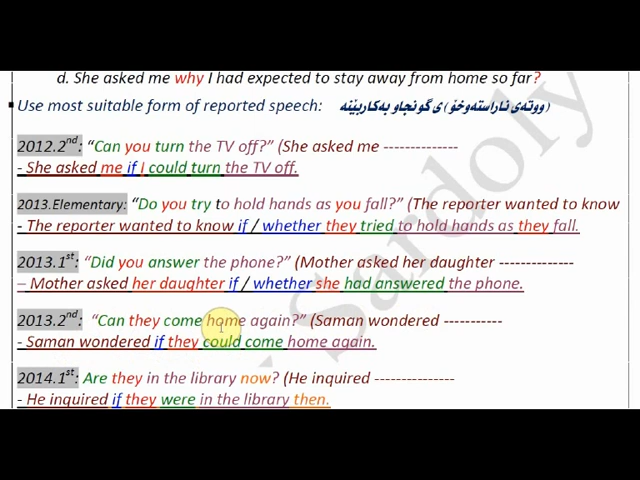 d. She asked me why I had expected to stay away from home so far?
▪ Use most suitable form of reported speech: (ووتەی ناڕاستەوخۆ) ی گونجاو بەکاربێنە
2012.2nd: “Can you turn the TV off?” (She asked me --------------
- She asked me if I could turn the TV off.
2013.Elementary: “Do you try to hold hands as you fall?” (The reporter wanted to know
- The reporter wanted to know if / whether they tried to hold hands as they fall.
2013.1st: “Did you answer the phone?” (Mother asked her daughter --------------
– Mother asked her daughter if / whether she had answered the phone.
2013.2nd: “Can they come home again?” (Saman wondered -----------
- Saman wondered if they could come home again.
2014.1st: Are they in the library now? (He inquired ----------------
- He inquired if they were in the library then.
Sardoly